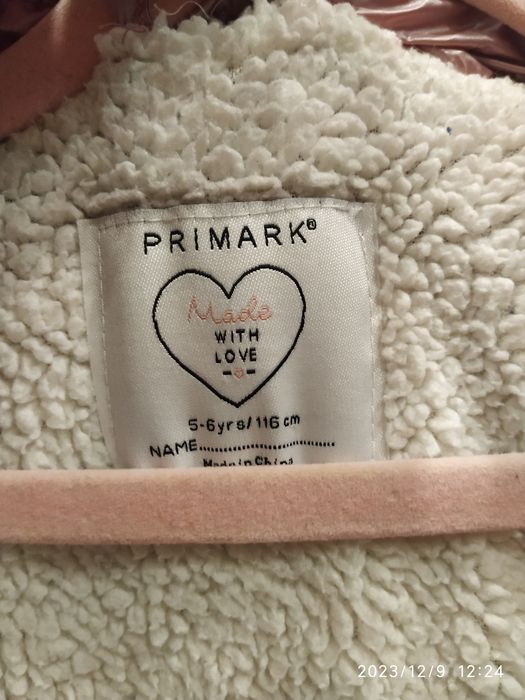 PRIMARK®
Made
WITH
LOVE
5-6yrs/116 cm
NAME....................................
Made in China
2023/12/9 12:24